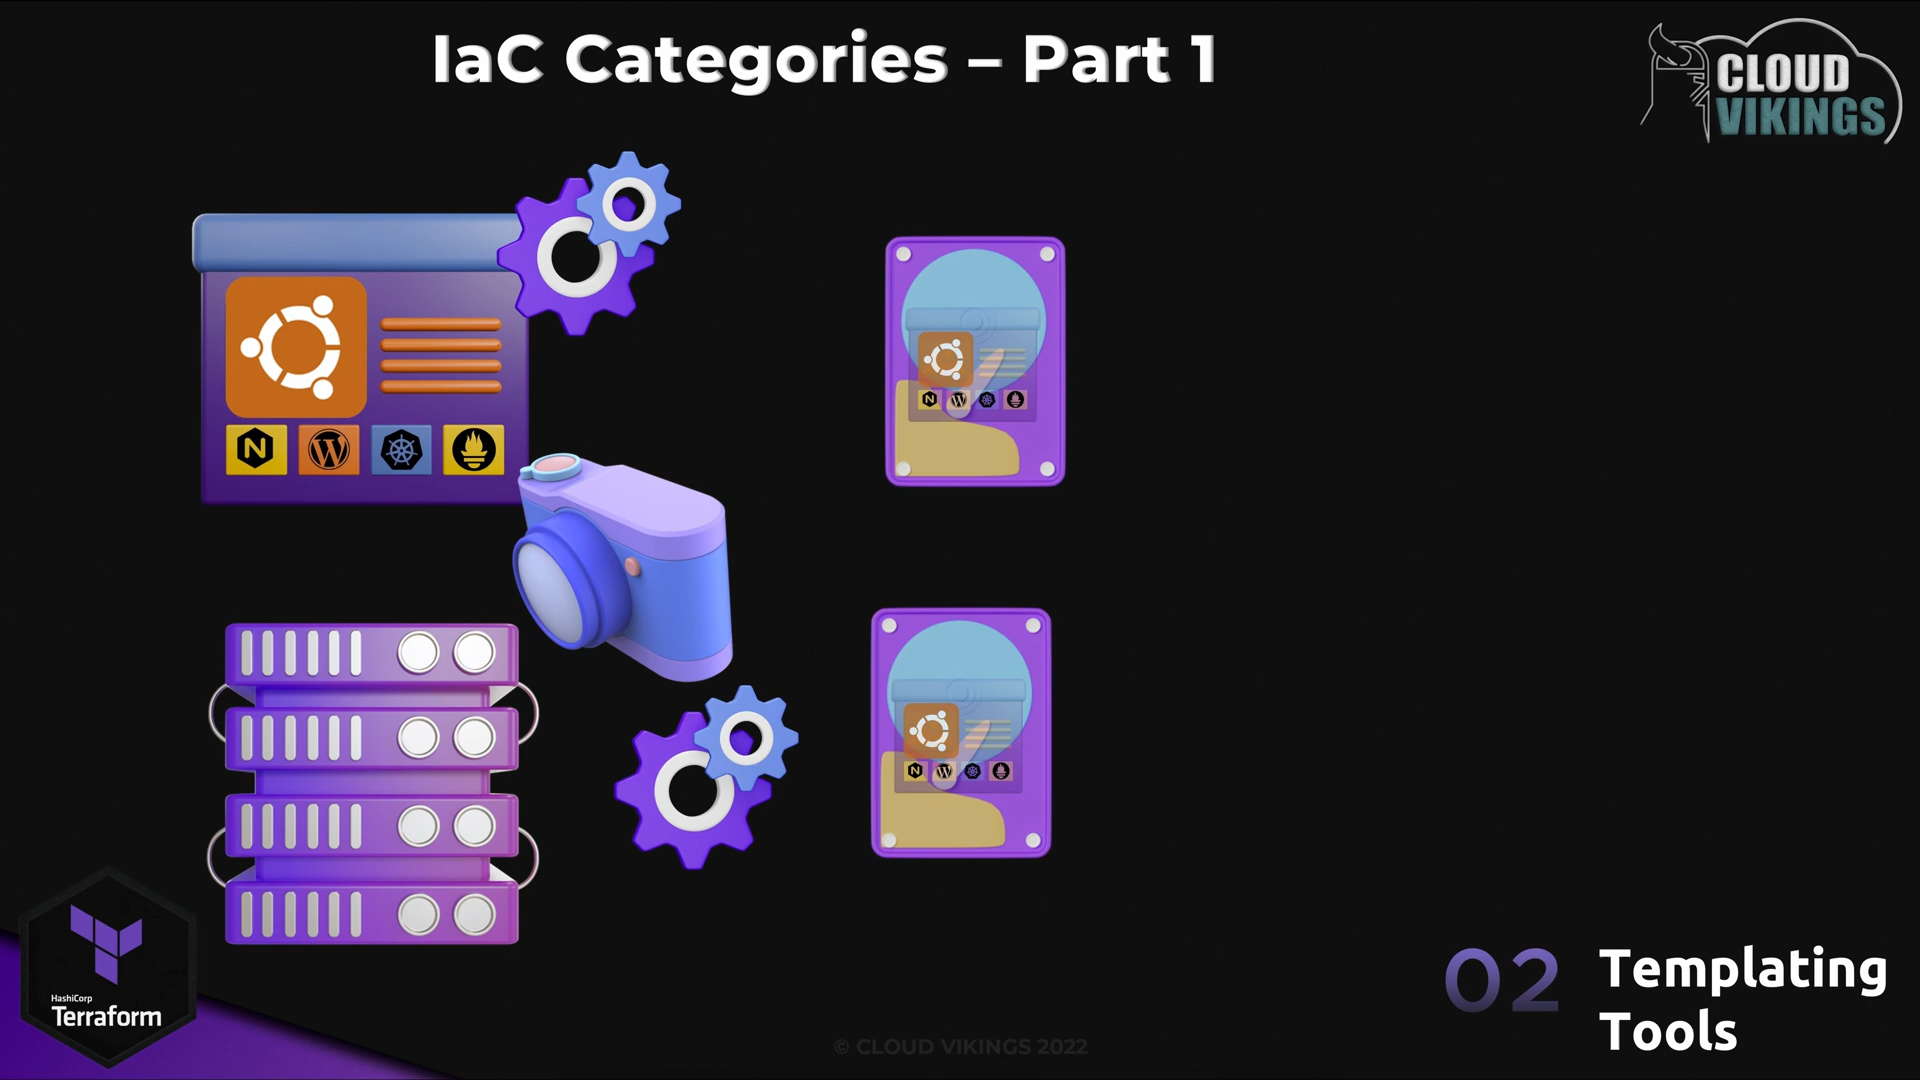 IaC Categories – Part 1
CLOUD
VIKINGS
02
Templating
Tools
HashiCorp
Terraform
© CLOUD VIKINGS 2022